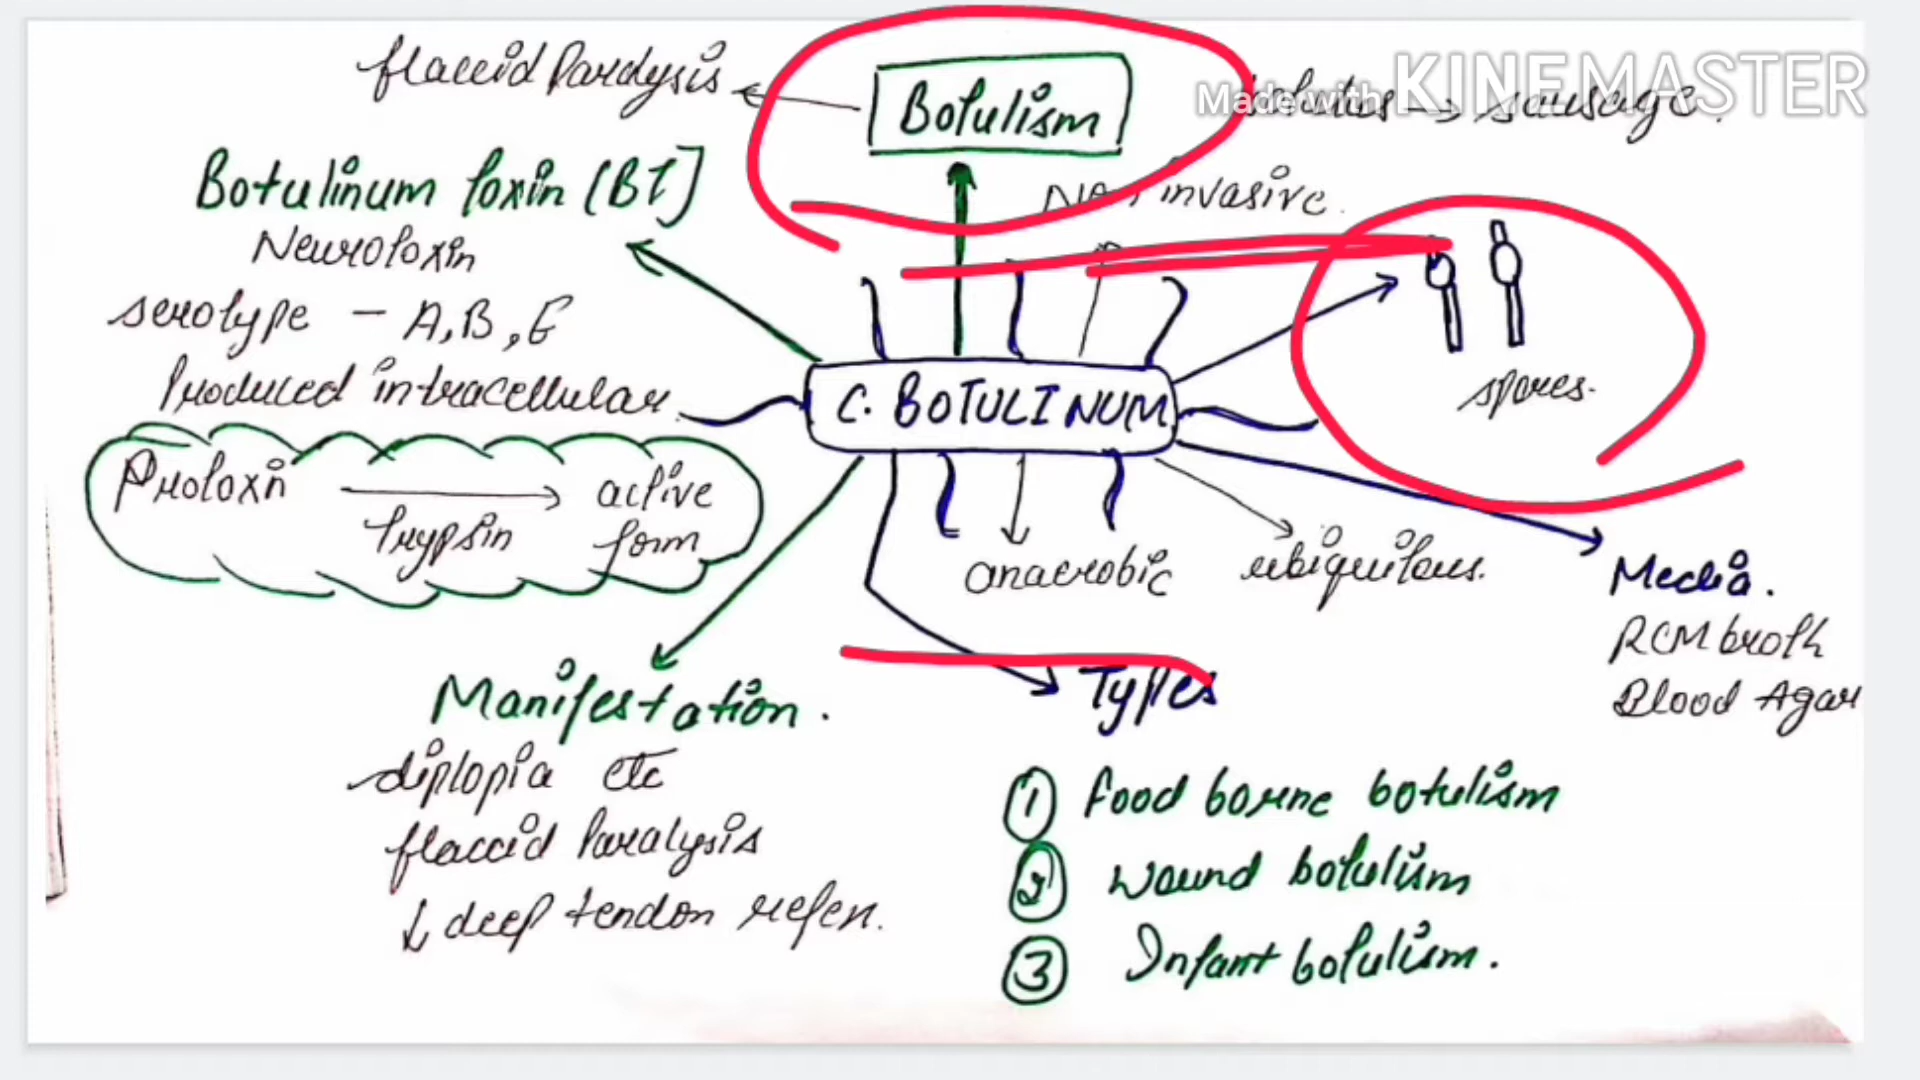 flaccid Paralysis
Botulism
Made with KINEMASTER
→ sausage.
Botulinum toxin [BT]
Non invasive.
Neurotoxin
serotype - A, B, E
Produced intracellular
C. BOTULINUM
spores.
Protoxn → active form
trypsin
anaerobic
ubiquitous.
Media.
RCM broth
Blood Agar
Manifestation.
Types
diplopia etc
flaccid Paralysis
↓ deep tendon reflex.
① food borne botulism
② wound botulism
③ Infant botulism.